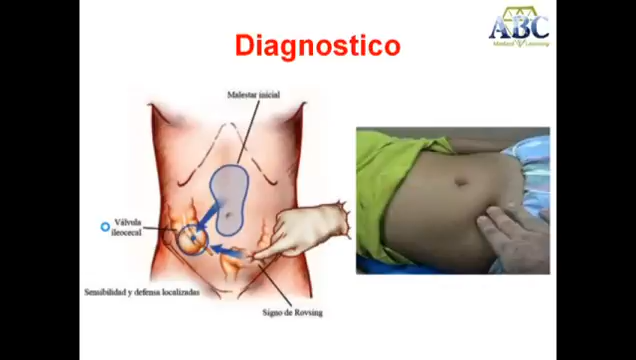 ABC
Medical Learning
Diagnostico
Malestar inicial
Válvula
ileocecal
Sensibilidad y defensa localizadas
Signo de Rovsing